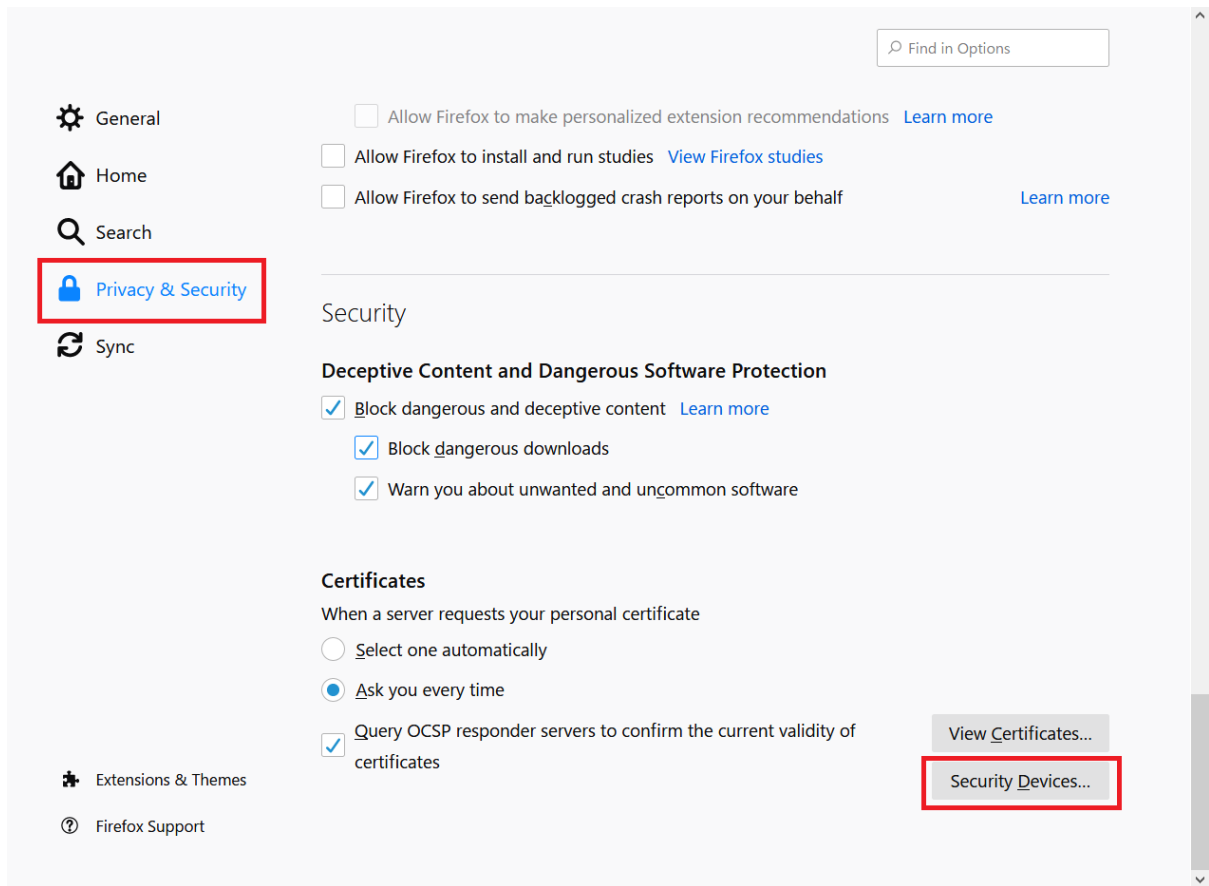 Find in Options
General
Home
Search
Privacy & Security
Sync
Extensions & Themes
Firefox Support
Allow Firefox to make personalized extension recommendations Learn more
Allow Firefox to install and run studies View Firefox studies
Allow Firefox to send backlogged crash reports on your behalf Learn more
Security
Deceptive Content and Dangerous Software Protection
Block dangerous and deceptive content Learn more
Block dangerous downloads
Warn you about unwanted and uncommon software
Certificates
When a server requests your personal certificate
Select one automatically
Ask you every time
Query OCSP responder servers to confirm the current validity of
certificates
View Certificates...
Security Devices...